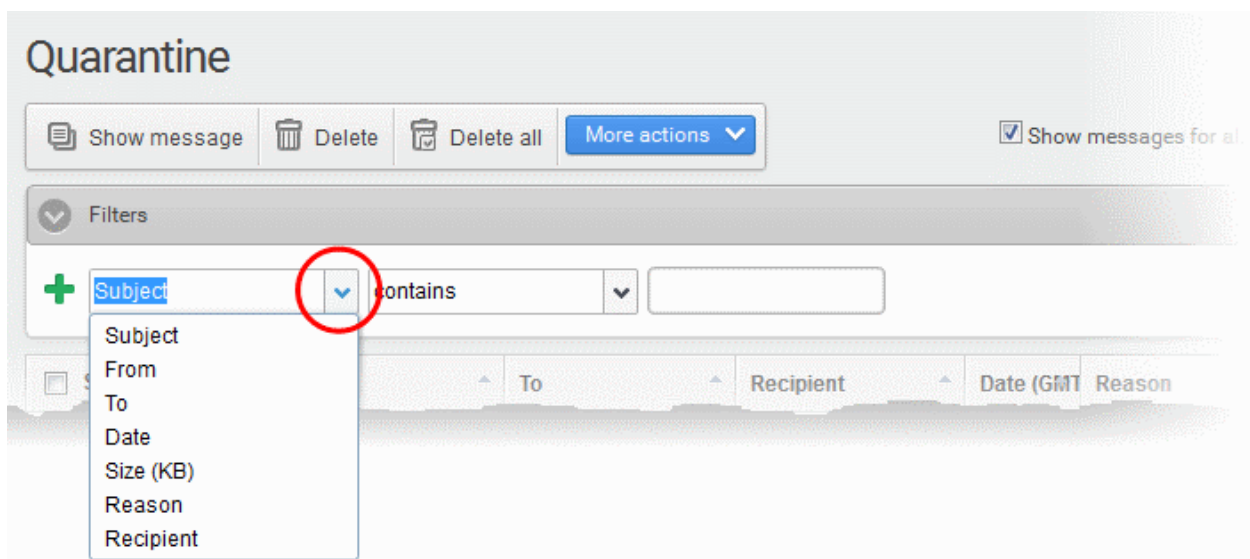 Quarantine
Show message Delete Delete all More actions Show messages for al
Filters
Subject contains
Subject
From
To
Date
Size (KB)
Reason
Recipient
To Recipient Date (GMT Reason